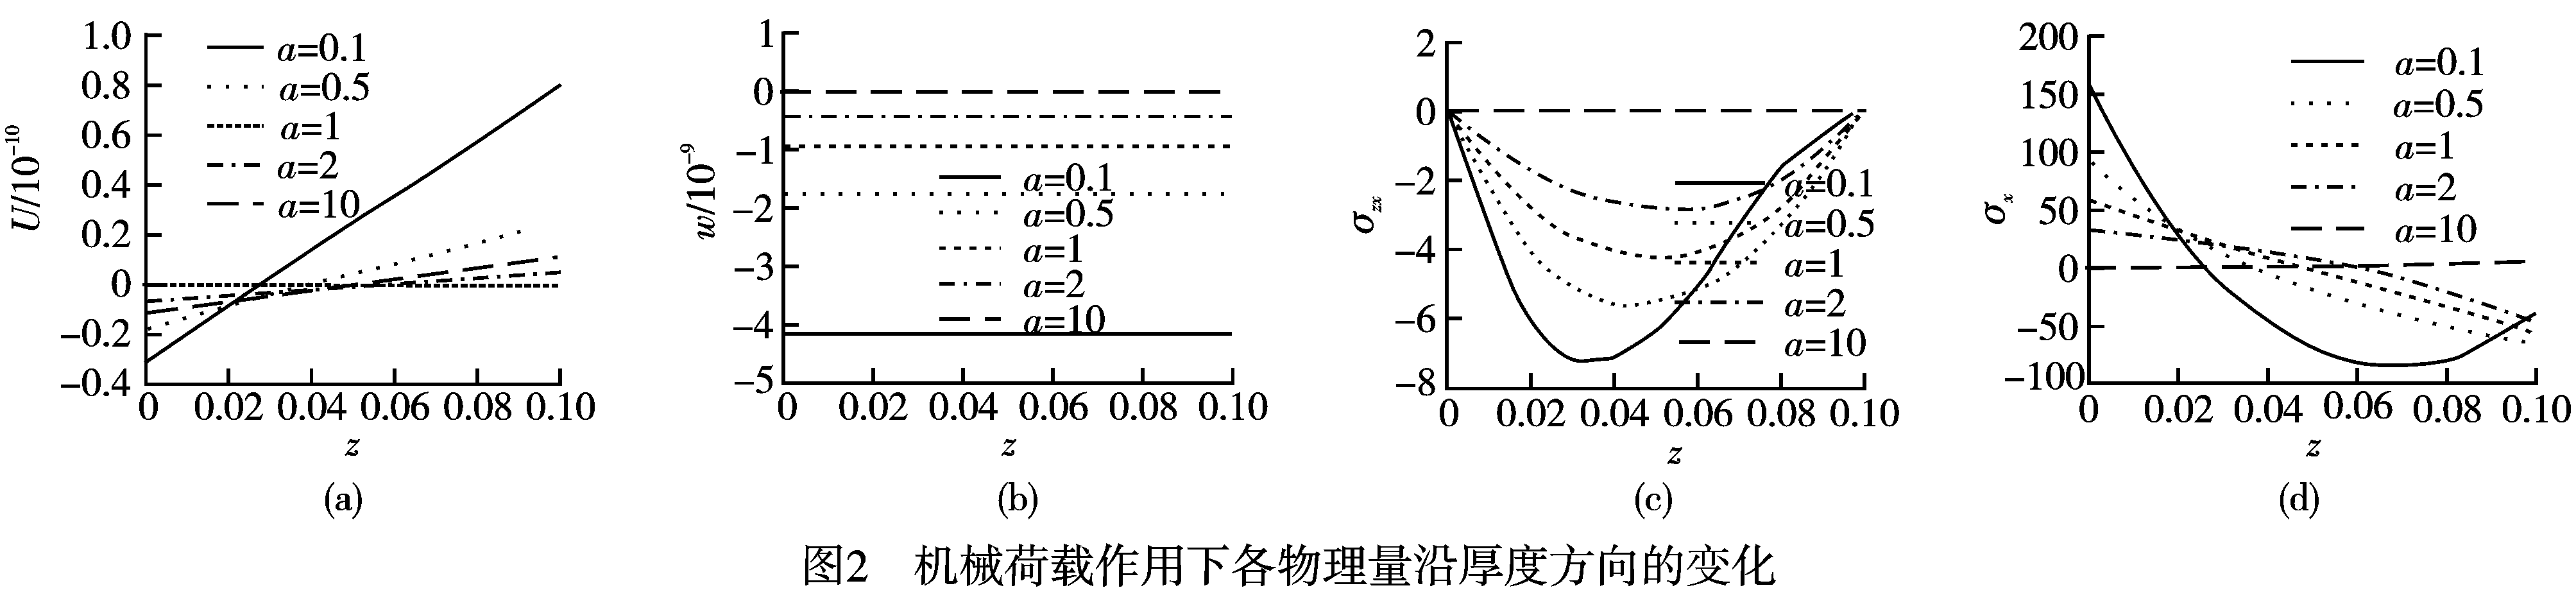 1.0
0.8
0.6
0.4
0.2
0
−0.2
−0.4
U/10⁻¹⁰
a=0.1
a=0.5
a=1
a=2
a=10
0 0.02 0.04 0.06 0.08 0.10
z
(a)
1
0
−1
−2
−3
−4
−5
w/10⁻⁹
a=0.1
a=0.5
a=1
a=2
a=10
0 0.02 0.04 0.06 0.08 0.10
z
(b)
2
0
−2
−4
−6
−8
σzx
a=0.1
a=0.5
a=1
a=2
a=10
0 0.02 0.04 0.06 0.08 0.10
z
(c)
200
150
100
50
0
−50
−100
σx
a=0.1
a=0.5
a=1
a=2
a=10
0 0.02 0.04 0.06 0.08 0.10
z
(d)
图2 机械荷载作用下各物理量沿厚度方向的变化